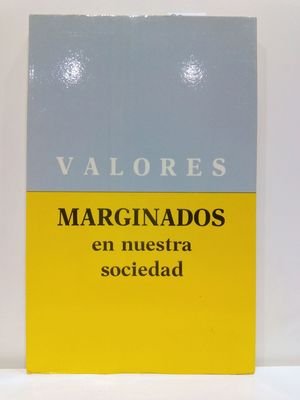 VALORES
MARGINADOS
en nuestra
sociedad